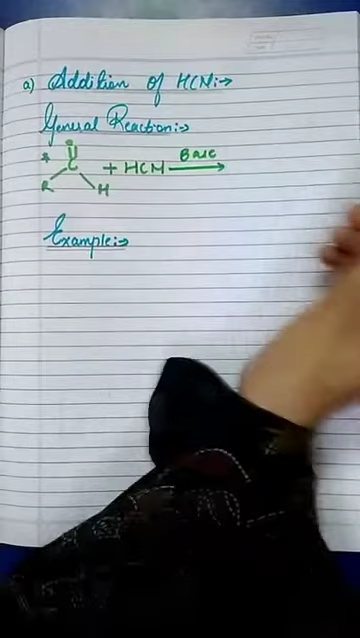 a) Addition of HCN:→
General Reaction:→
O
* C + HCN Base →
R H
Example:→